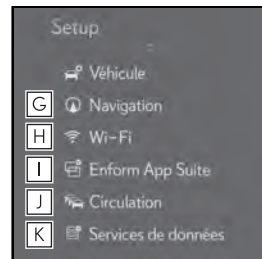 Setup
Véhicule
G Navigation
H Wi-Fi
I Enform App Suite
J Circulation
K Services de données